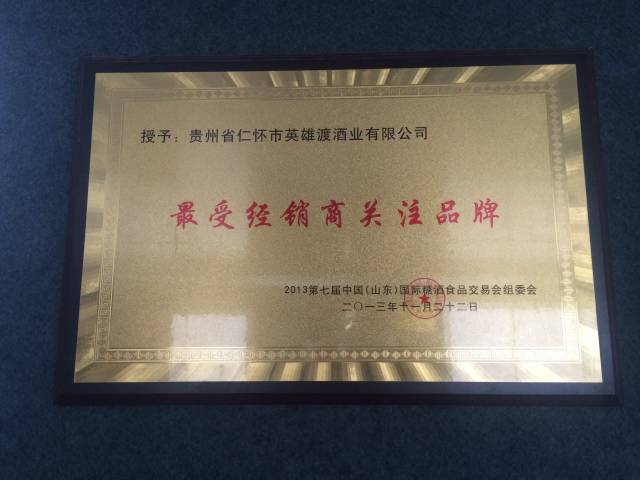 授予：贵州省仁怀市英雄渡酒业有限公司
最受经销商关注品牌
2013第七届中国(山东)国际糖酒食品交易会组委会
二〇一三年十一月二十二日